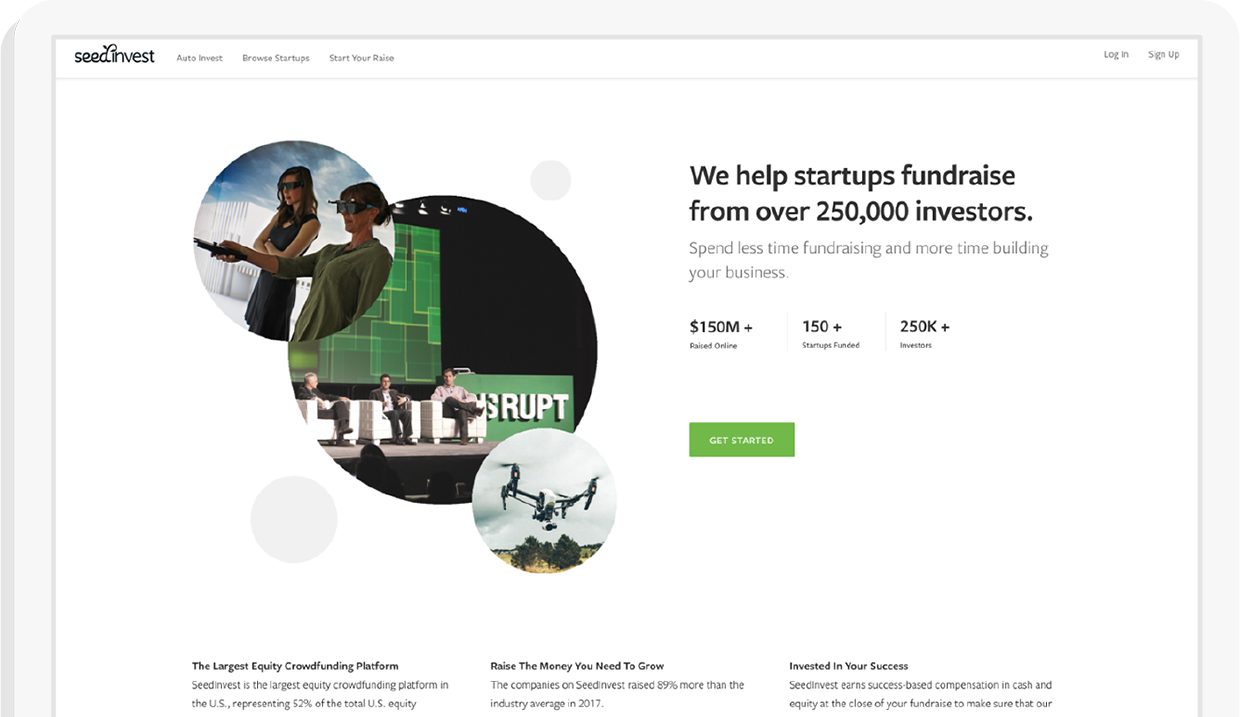 seedinvest
Auto Invest
Browse Startups
Start Your Raise
Log In
Sign Up
We help startups fundraise
from over 250,000 investors.
Spend less time fundraising and more time building
your business.
$150M +
Raised Online
150 +
Startups Funded
250K +
Investors
GET STARTED
SRUPT
The Largest Equity Crowdfunding Platform
SeedInvest is the largest equity crowdfunding platform in
the U.S., representing 52% of the total U.S. equity
Raise The Money You Need To Grow
The companies on SeedInvest raised 89% more than the
industry average in 2017.
Invested In Your Success
SeedInvest earns success-based compensation in cash and
equity at the close of your fundraise to make sure that our